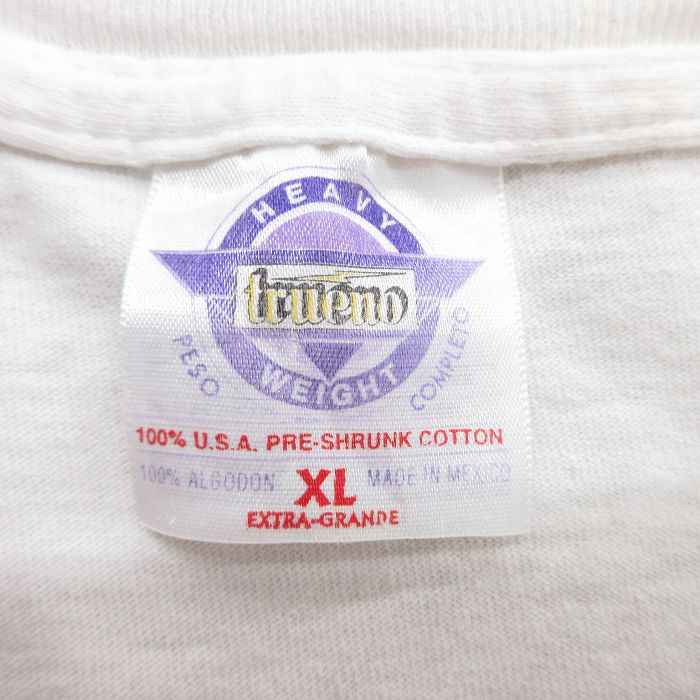 HEAVY
trueno
WEIGHT
PESO COMPLETO
100% U.S.A. PRE-SHRUNK COTTON
100% ALGODON XL MADE IN MEXICO
EXTRA-GRANDE